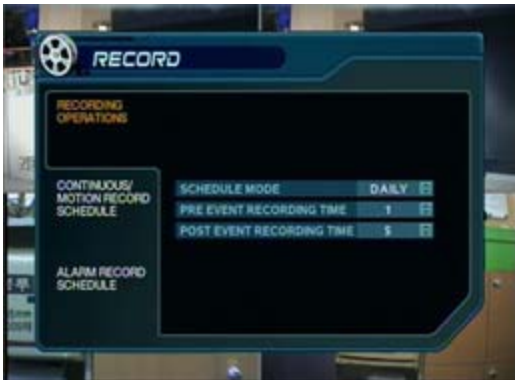 RECORD
RECORDING
OPERATIONS
CONTINUOUS/
MOTION RECORD
SCHEDULE
SCHEDULE MODE DAILY
PRE EVENT RECORDING TIME 1
POST EVENT RECORDING TIME 5
ALARM RECORD
SCHEDULE